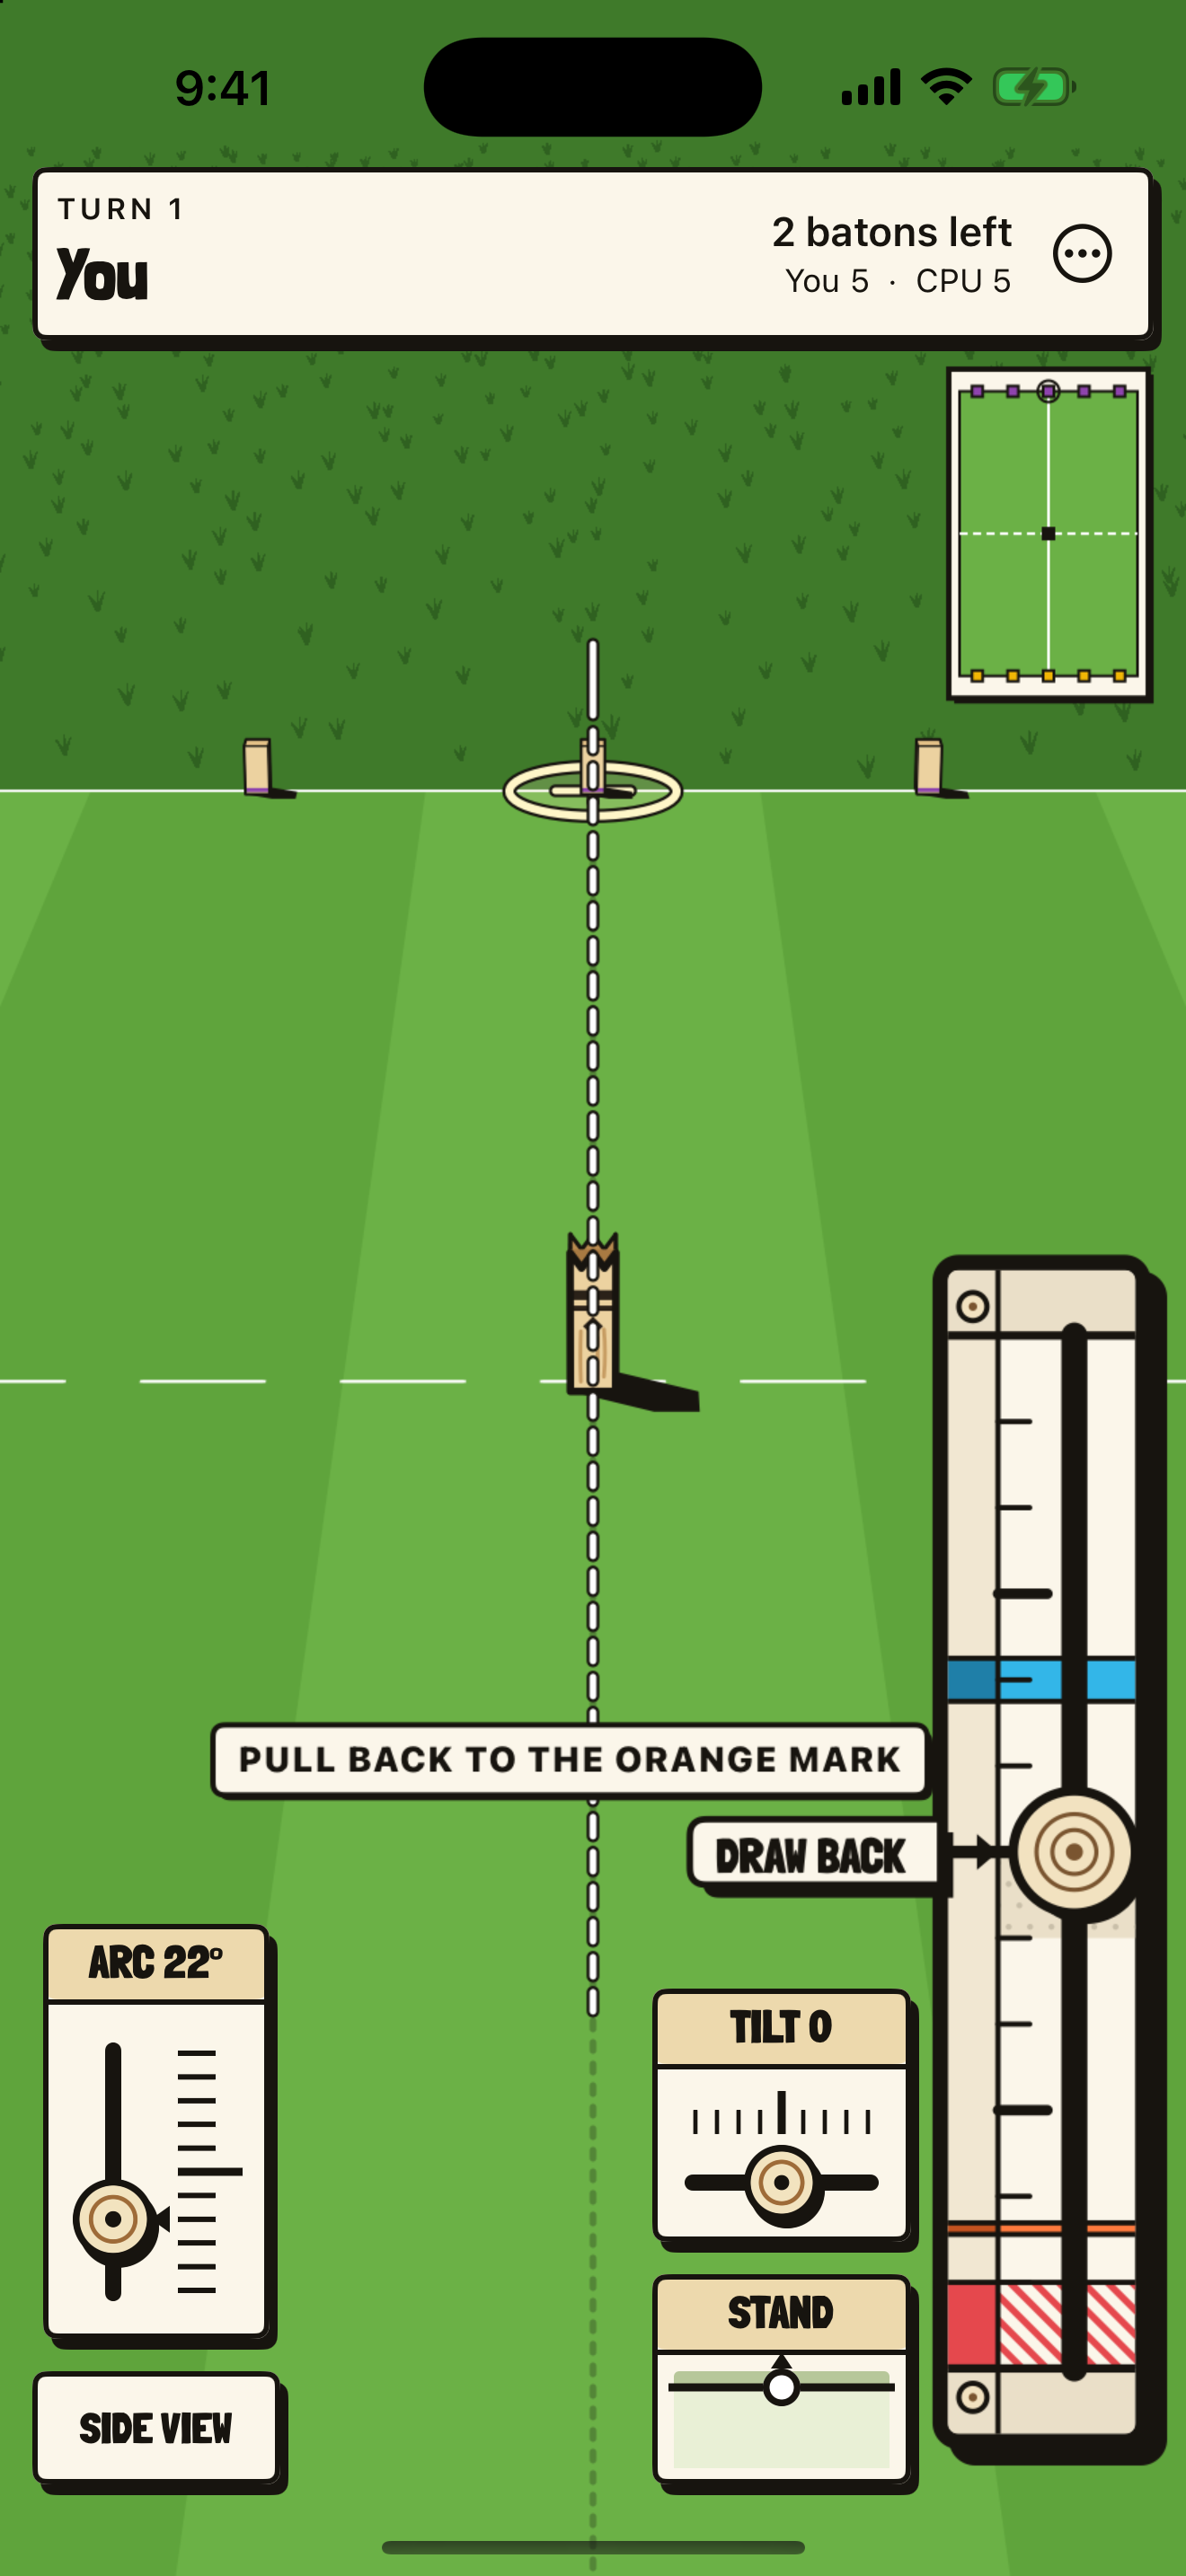 9:41
TURN 1
You
2 batons left
You 5 · CPU 5
PULL BACK TO THE ORANGE MARK
DRAW BACK
ARC 22°
TILT 0
STAND
SIDE VIEW